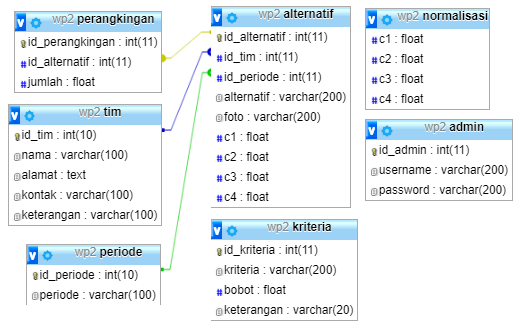 wp2 perangkingan
id_perangkingan : int(11)
id_alternatif : int(11)
jumlah : float
wp2 alternatif
id_alternatif : int(11)
id_tim : int(11)
id_periode : int(11)
alternatif : varchar(200)
foto : varchar(200)
c1 : float
c2 : float
c3 : float
c4 : float
wp2 normalisasi
c1 : float
c2 : float
c3 : float
c4 : float
wp2 tim
id_tim : int(10)
nama : varchar(100)
alamat : text
kontak : varchar(100)
keterangan : varchar(100)
wp2 admin
id_admin : int(11)
username : varchar(200)
password : varchar(200)
wp2 periode
id_periode : int(10)
periode : varchar(100)
wp2 kriteria
id_kriteria : int(11)
kriteria : varchar(200)
bobot : float
keterangan : varchar(20)